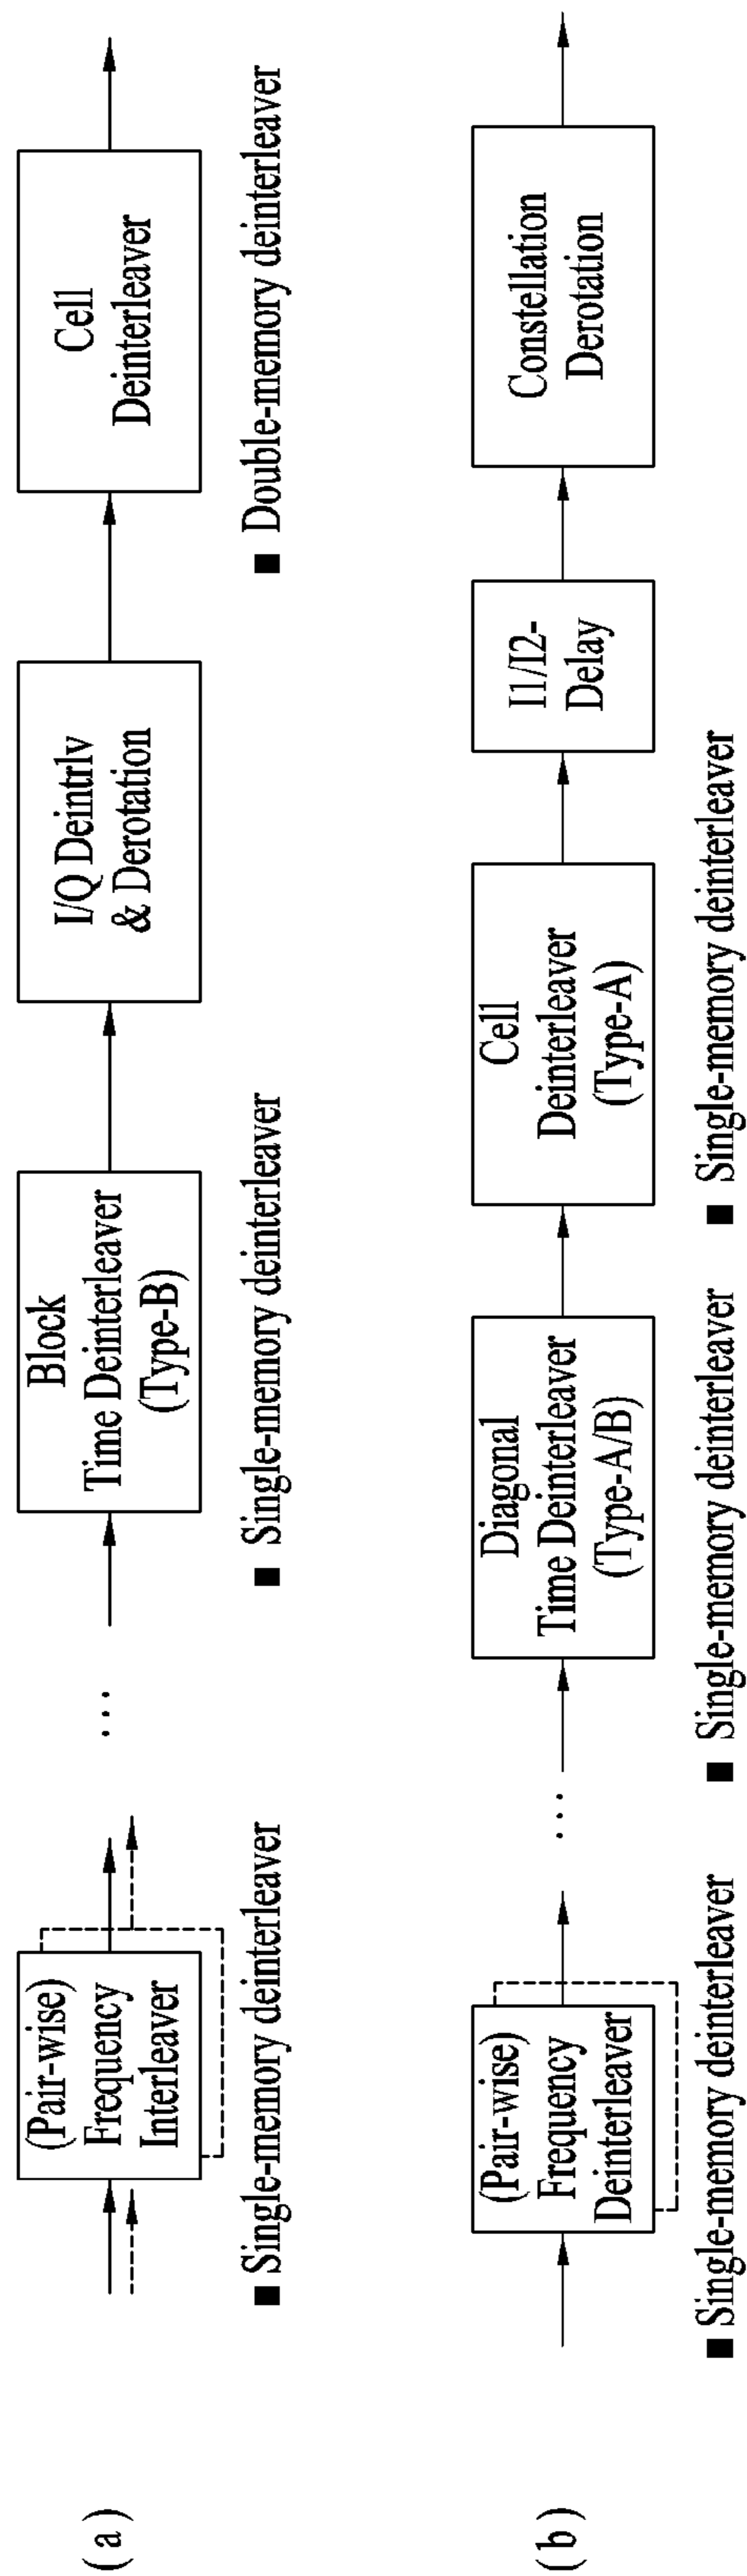 ( a )
(Pair-wise)
Frequency
Interleaver
■ Single-memory deinterleaver
...
Block
Time Deinterleaver
(Type-B)
■ Single-memory deinterleaver
I/Q Deintrlv
& Derotation
Cell
Deinterleaver
■ Double-memory deinterleaver
( b )
(Pair-wise)
Frequency
Deinterleaver
■ Single-memory deinterleaver
...
Diagonal
Time Deinterleaver
(Type-A/B)
■ Single-memory deinterleaver
Cell
Deinterleaver
(Type-A)
■ Single-memory deinterleaver
I1/I2-
Delay
Constellation
Derotation